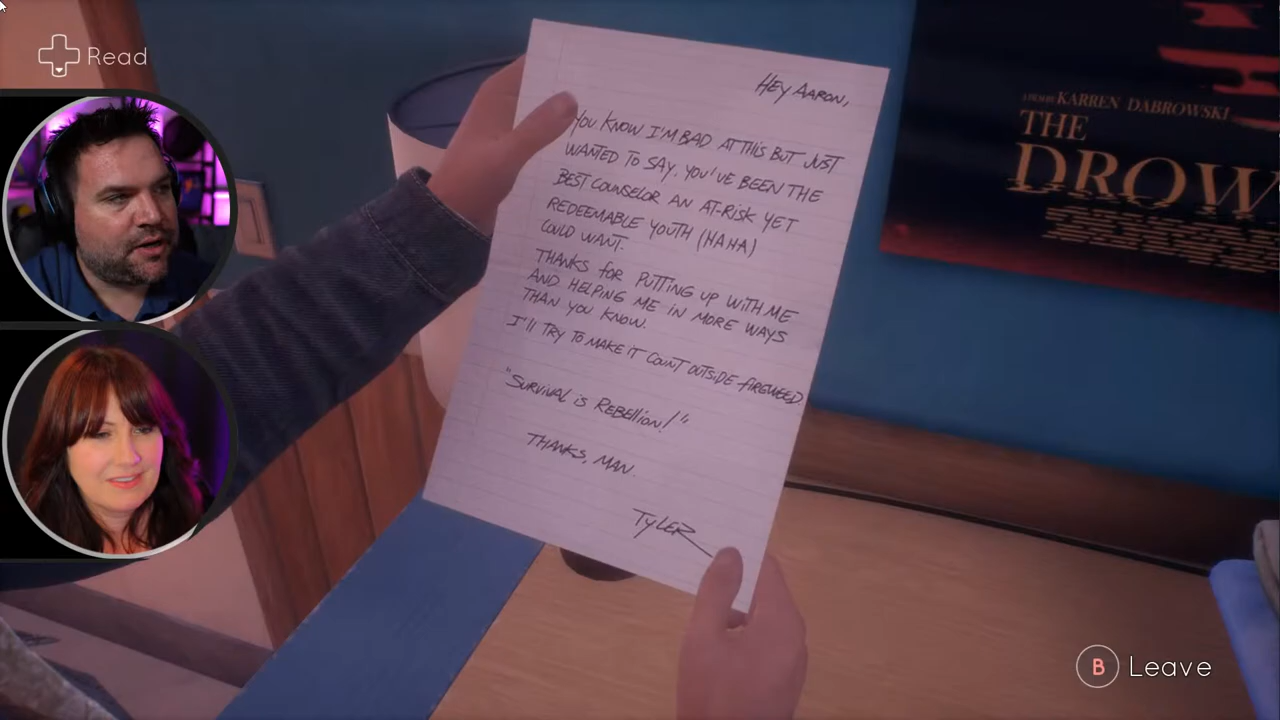 Read
HEY AARON,
YOU KNOW I'M BAD AT THIS BUT JUST
WANTED TO SAY, YOU'VE BEEN THE
BEST COUNSELOR AN AT-RISK YET
REDEEMABLE YOUTH (HAHA)
COULD WANT.
THANKS FOR PUTTING UP WITH ME
AND HELPING ME IN MORE WAYS
THAN YOU KNOW.
I'LL TRY TO MAKE IT COUNT OUTSIDE FIREWEED
"SURVIVAL IS REBELLION!"
THANKS, MAN.
TYLER
A FILM BY KARREN DABROWSKI
THE
DROW
B Leave